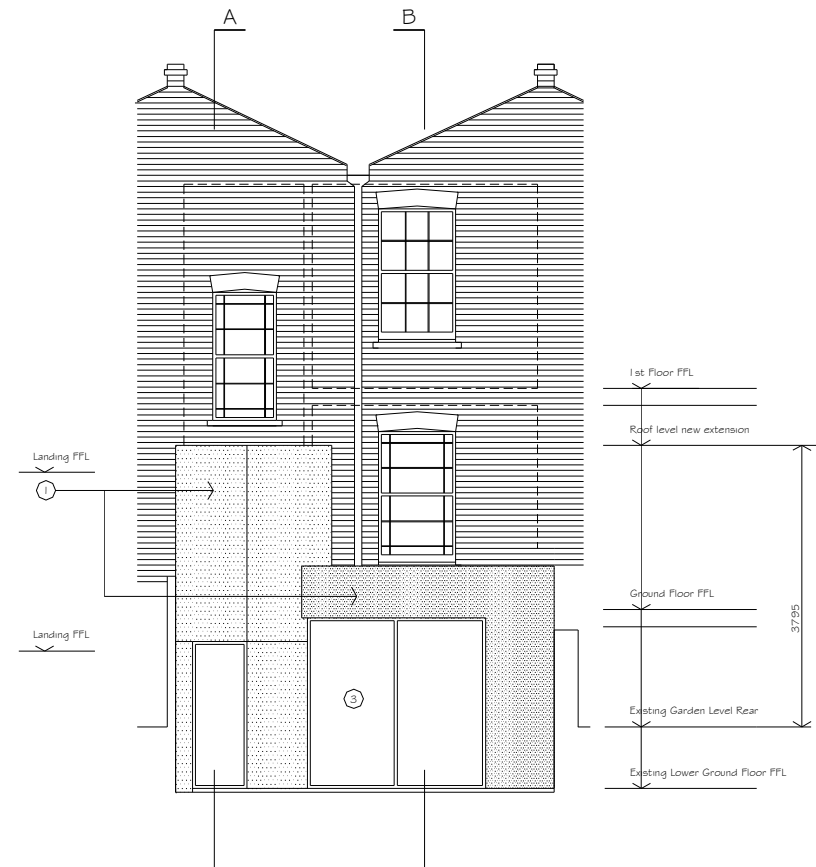 A
B
1st Floor FFL
Roof level new extension
Landing FFL
1
Ground Floor FFL
3795
Landing FFL
3
Existing Garden Level Rear
Existing Lower Ground Floor FFL